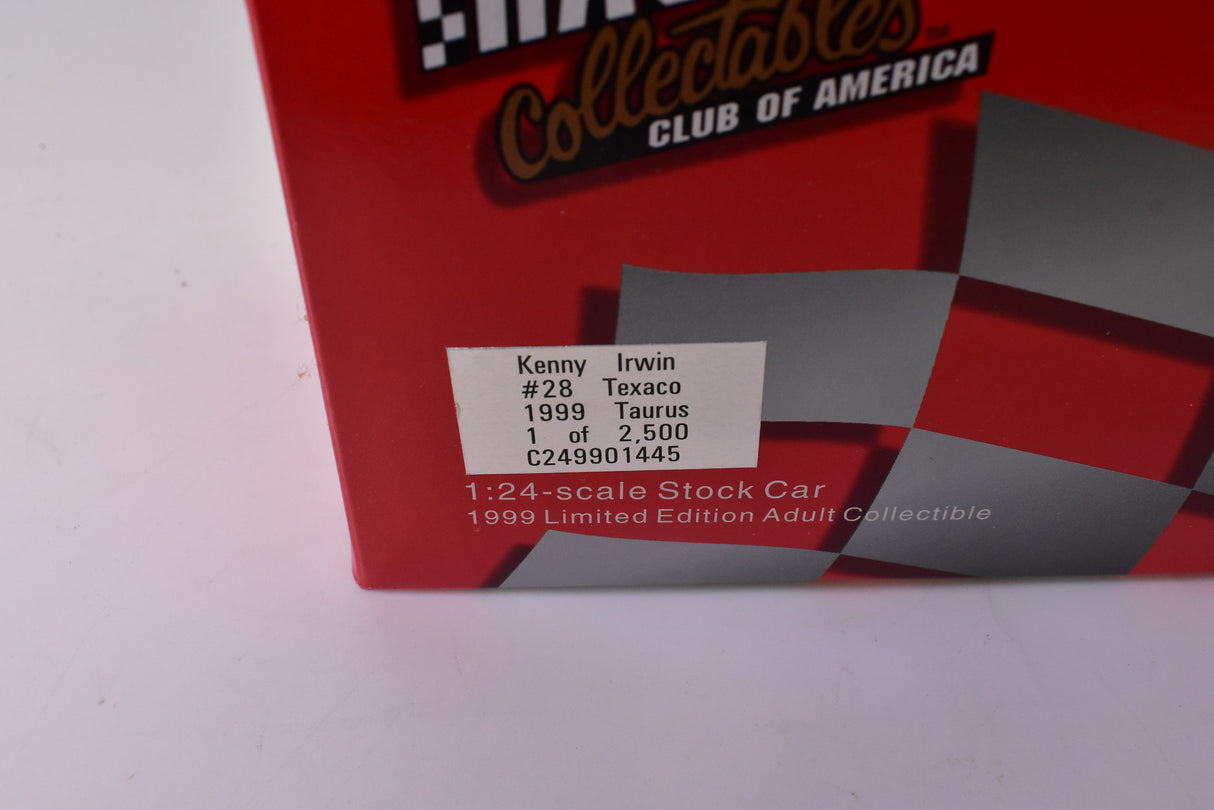 Collectables™
CLUB OF AMERICA
Kenny Irwin
#28 Texaco
1999 Taurus
1 of 2,500
C249901445
1:24-scale Stock Car
1999 Limited Edition Adult Collectible